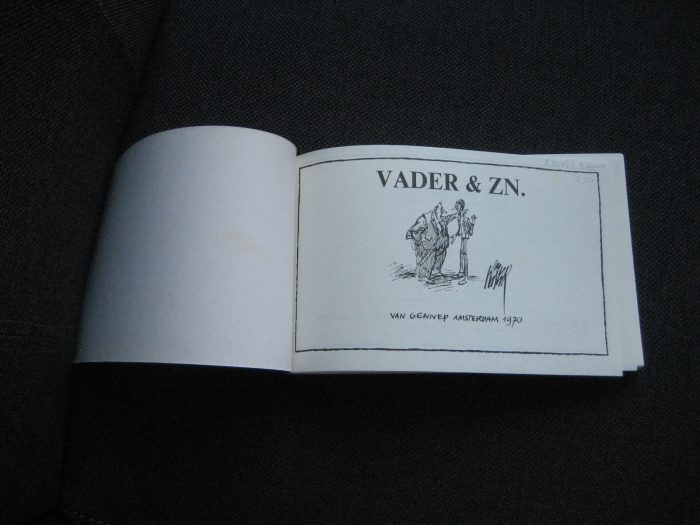 VADER & ZN.
VAN GENNEP AMSTERDAM 1970